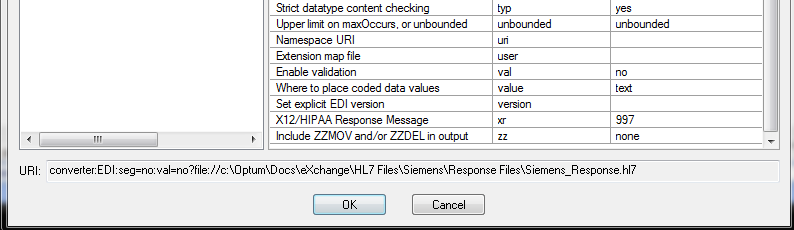 Strict datatype content checking typ yes
Upper limit on maxOccurs, or unbounded unbounded unbounded
Namespace URI uri
Extension map file user
Enable validation val no
Where to place coded data values value text
Set explicit EDI version version
X12/HIPAA Response Message xr 997
Include ZZMOV and/or ZZDEL in output zz none
URI: converter:EDI:seg=no:val=no?file://c:\Optum\Docs\eXchange\HL7 Files\Siemens\Response Files\Siemens_Response.hl7
OK Cancel